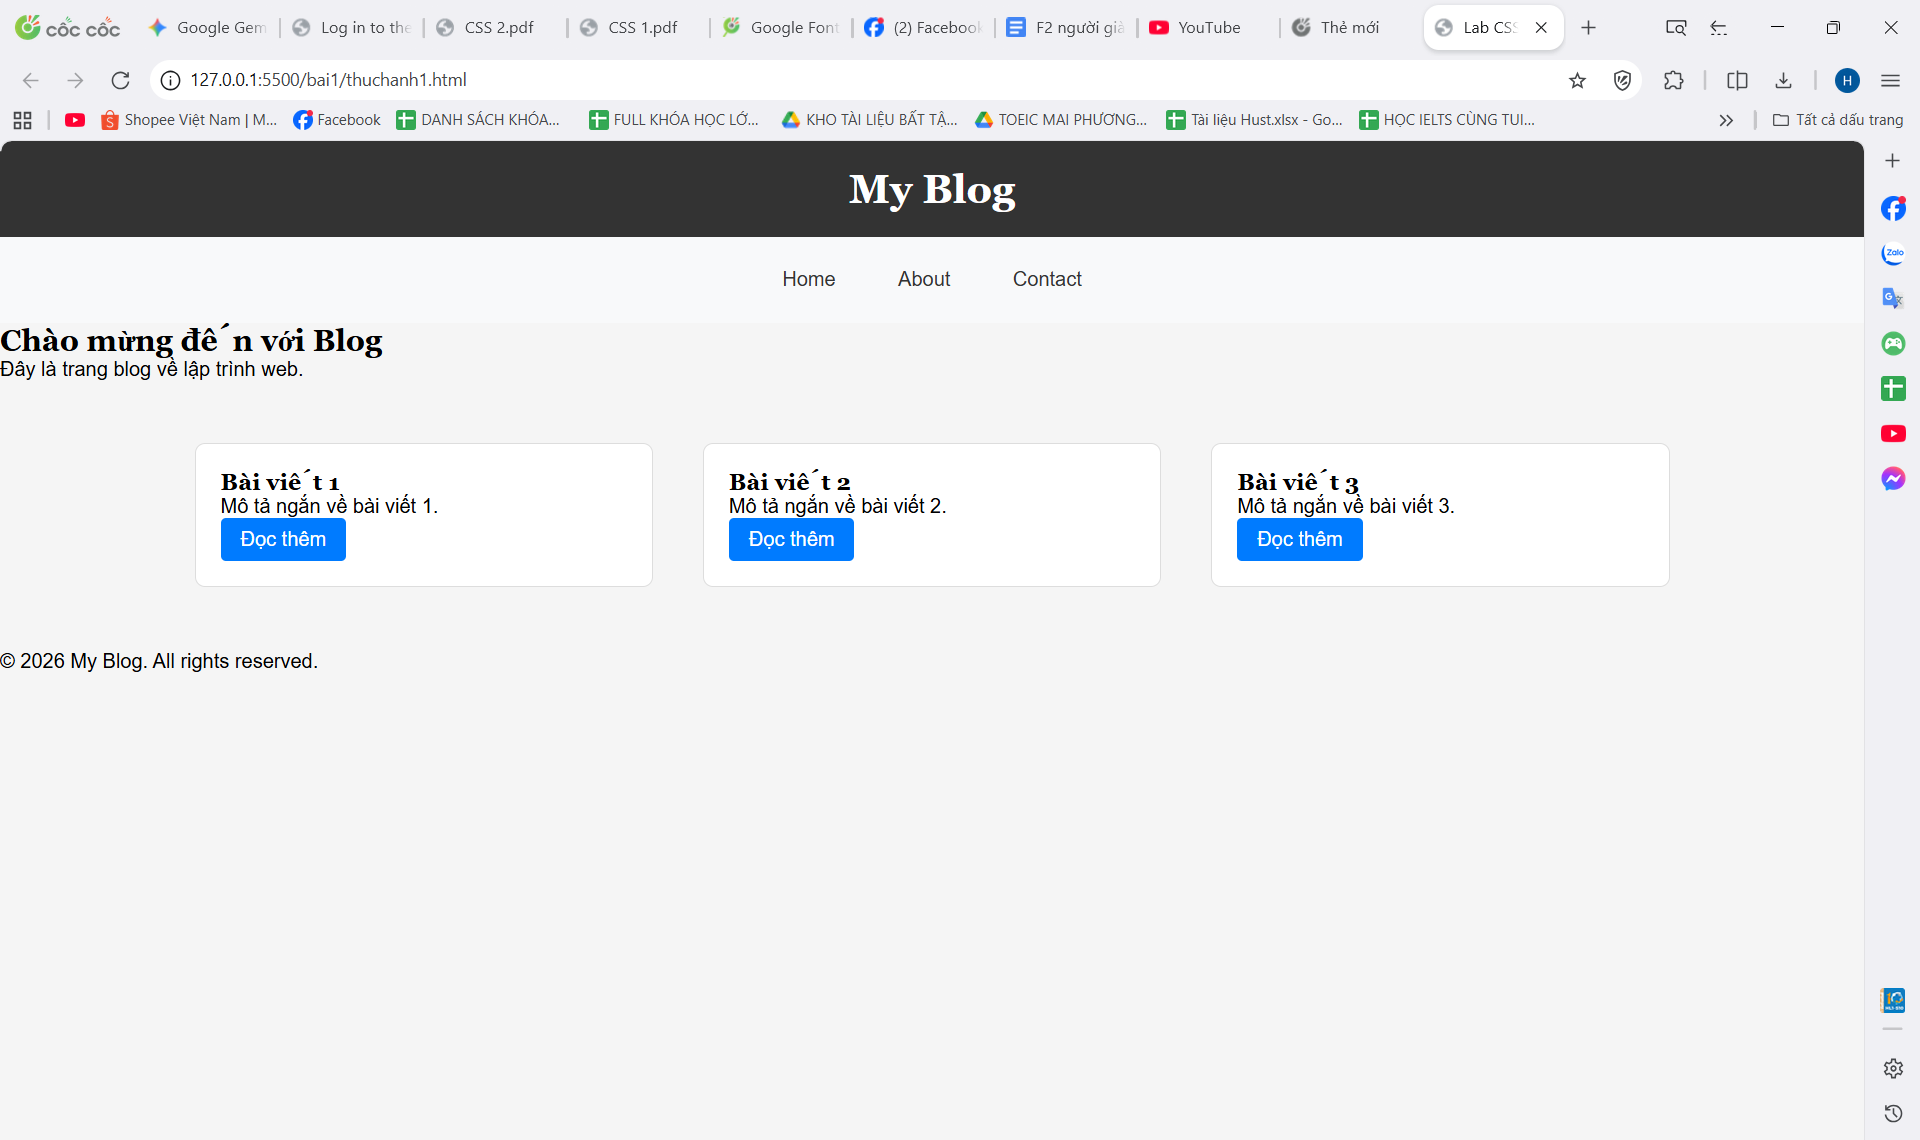 cốc cốc
Google Gem
Log in to the
CSS 2.pdf
CSS 1.pdf
Google Font
(2) Facebook
F2 người già
YouTube
Thẻ mới
Lab CSS
127.0.0.1:5500/bai1/thuchanh1.html
H
Shopee Việt Nam | M...
Facebook
DANH SÁCH KHÓA...
FULL KHÓA HỌC LỚ...
KHO TÀI LIỆU BẤT TẬ...
TOEIC MAI PHƯƠNG...
Tài liệu Hust.xlsx - Go...
HỌC IELTS CÙNG TUI...
Tất cả dấu trang
My Blog
Home About Contact
Chào mừng đến với Blog
Đây là trang blog về lập trình web.
Bài viết 1
Mô tả ngắn về bài viết 1.
Đọc thêm
Bài viết 2
Mô tả ngắn về bài viết 2.
Đọc thêm
Bài viết 3
Mô tả ngắn về bài viết 3.
Đọc thêm
© 2026 My Blog. All rights reserved.
Zalo